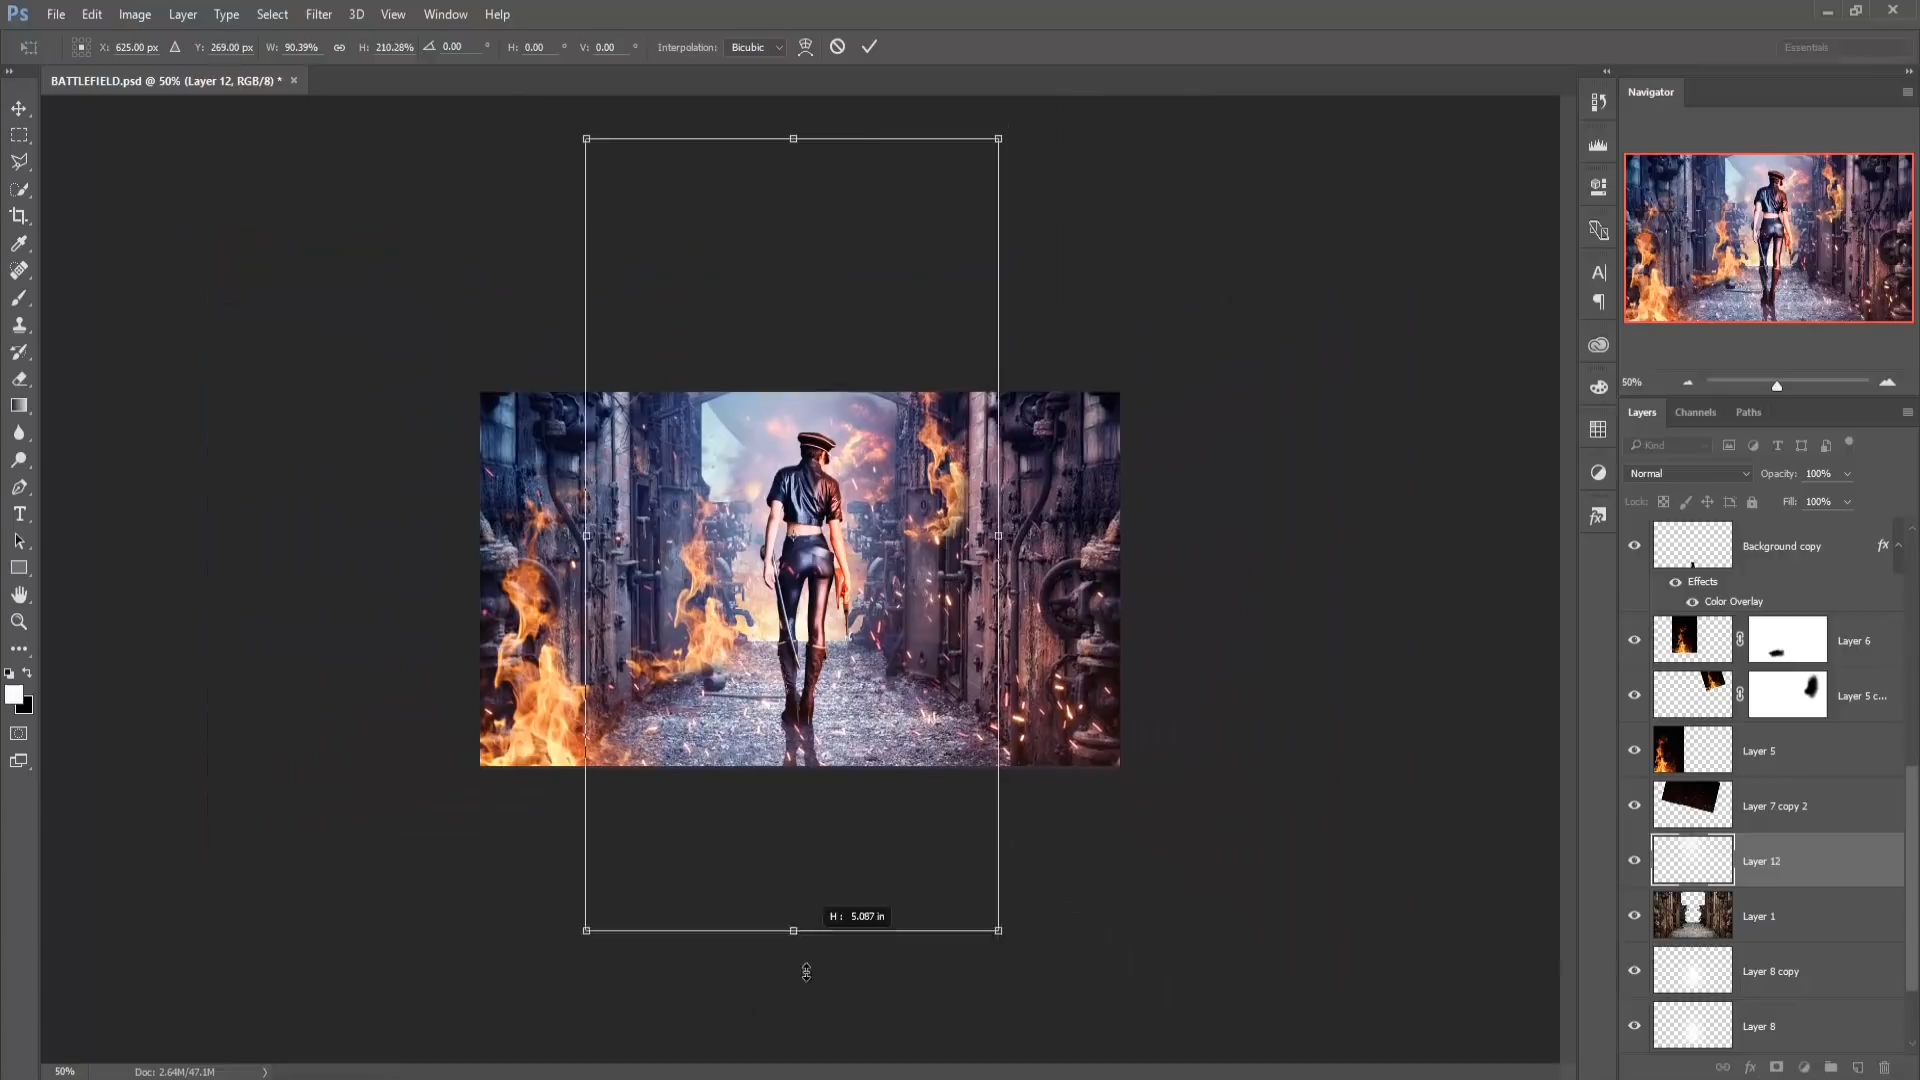 Ps File Edit Image Layer Type Select Filter 3D View Window Help
X: 625.00 px Y: 269.00 px W: 90.39% H: 210.28% 0.00 ° H: 0.00 ° V: 0.00 ° Interpolation: Bicubic Essentials
BATTLEFIELD.psd @ 50% (Layer 12, RGB/8) * ×
Navigator
50%
Layers Channels Paths
Kind
Normal Opacity: 100%
Lock: Fill: 100%
Background copy fx
Effects
Color Overlay
Layer 6
Layer 5 c...
Layer 5
Layer 7 copy 2
Layer 12
Layer 1
Layer 8 copy
Layer 8
H: 5.087 in
50% Doc: 2.64M/47.1M